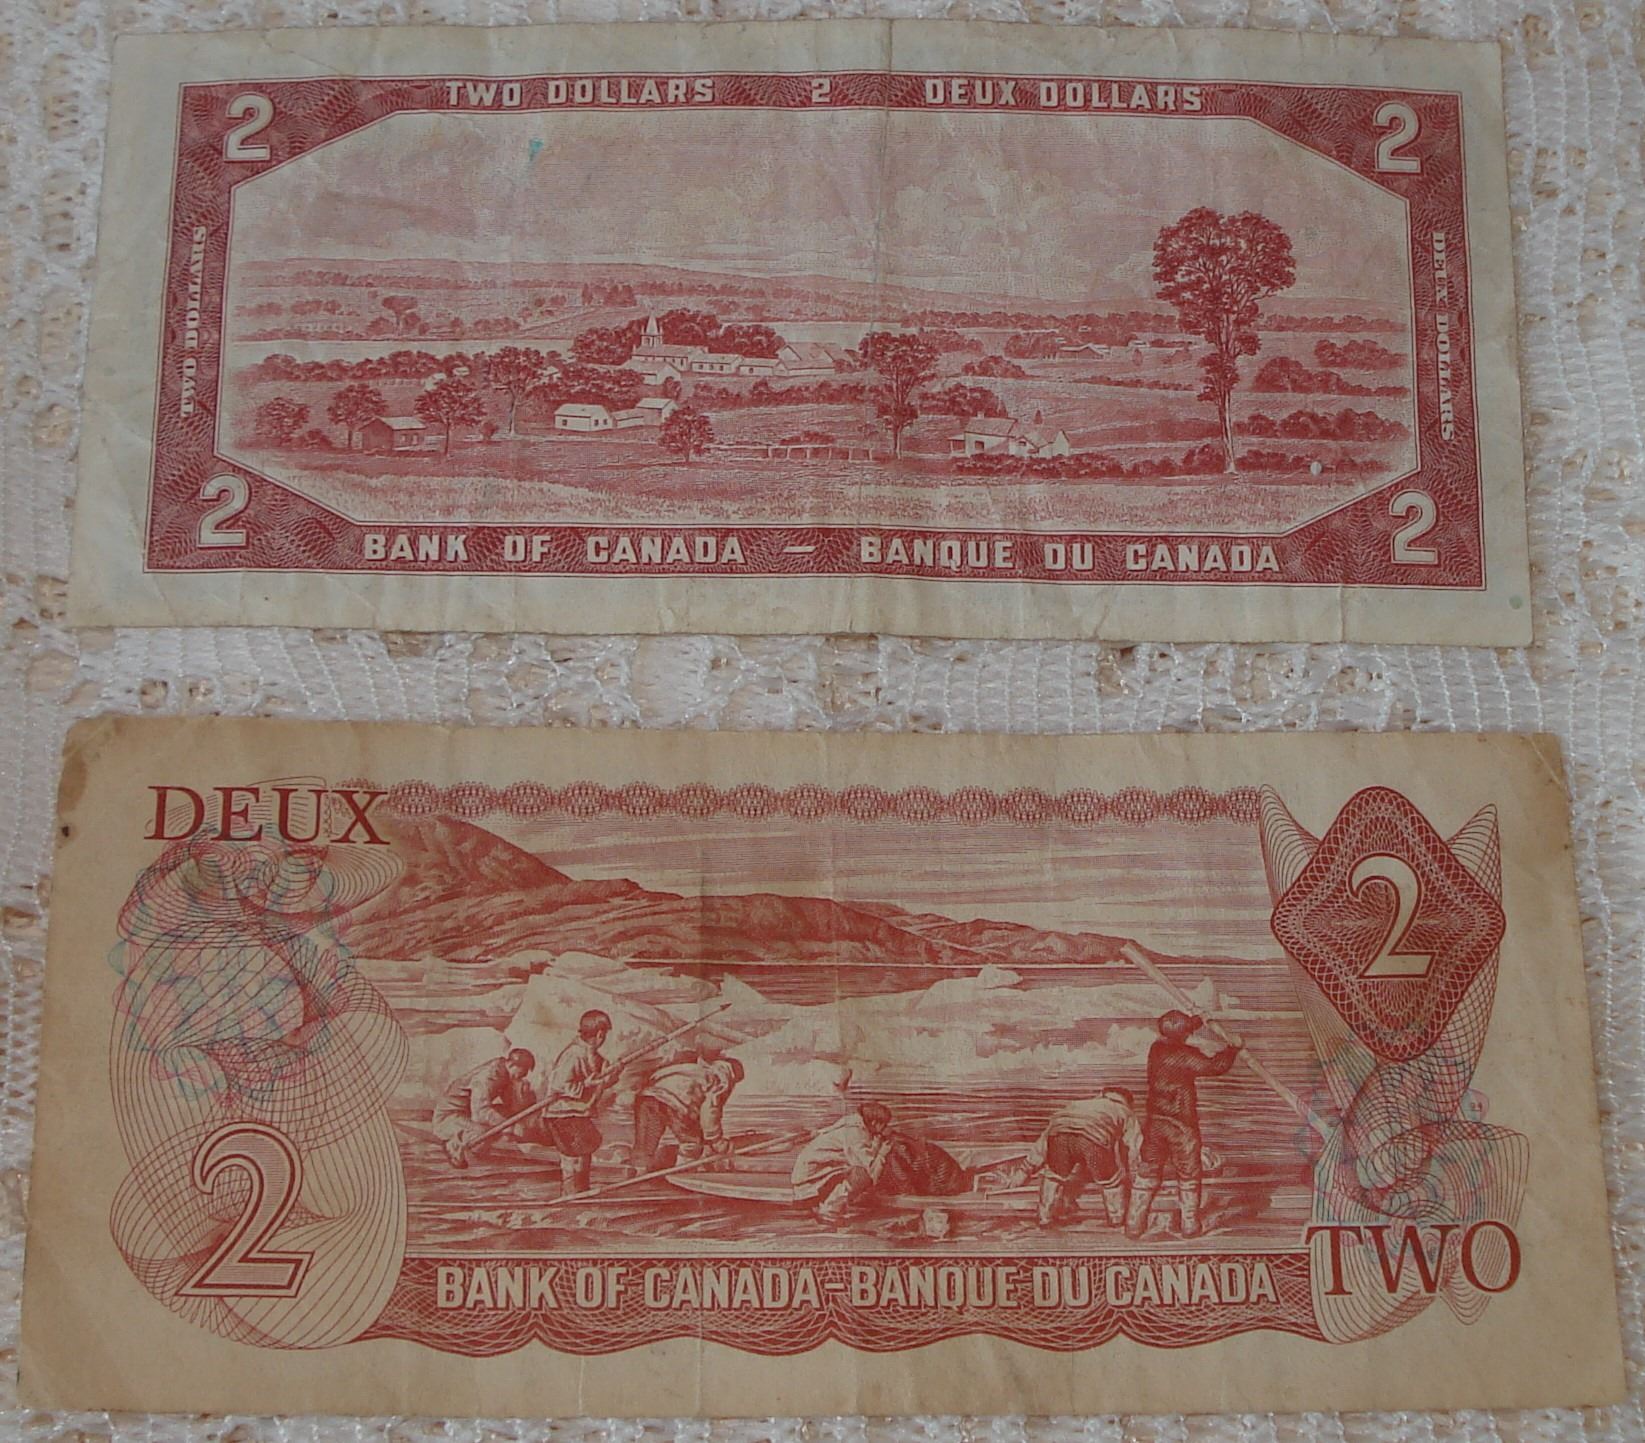 TWO DOLLARS 2 DEUX DOLLARS
2 2
TWO DOLLARS
DEUX DOLLARS
2 2
BANK OF CANADA – BANQUE DU CANADA
DEUX
2
2
TWO
BANK OF CANADA-BANQUE DU CANADA